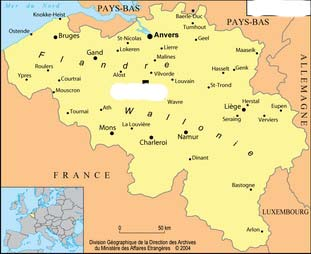 Mer du Nord
PAYS-BAS
PAYS-BAS
Knokke-Heist
Baerle-Duc
Ostende
Bruges
St-Nicolas
Anvers
Turnhout
Geel
Lokeren
Lierre
Gand
Malines
Maaseik
Flandre
Roulers
Ypres
Courtrai
Alost
Vilvorde
Hasselt
Genk
Louvain
St-Trond
Mouscron
Wavre
Tournai
Ath
Liège
Herstal
Eupen
Seraing
Verviers
Wallonie
Mons
La Louvière
Namur
Charleroi
Dinant
ALLEMAGNE
FRANCE
Bastogne
LUXEMBOURG
Arlon
0
50 km
Division Géographique de la Direction des Archives
du Ministère des Affaires Etrangères © 2004